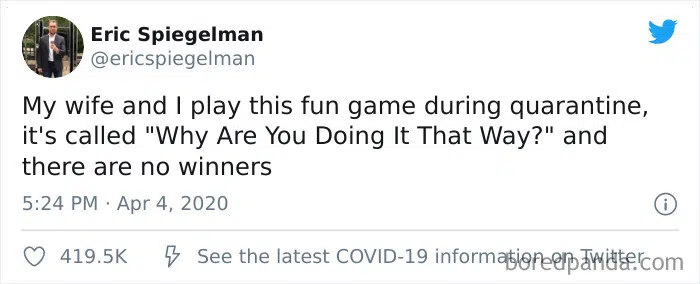 Eric Spiegelman
@ericspiegelman
My wife and I play this fun game during quarantine,
it's called "Why Are You Doing It That Way?" and
there are no winners
5:24 PM · Apr 4, 2020
419.5K See the latest COVID-19 information on Twitter
boredpanda.com